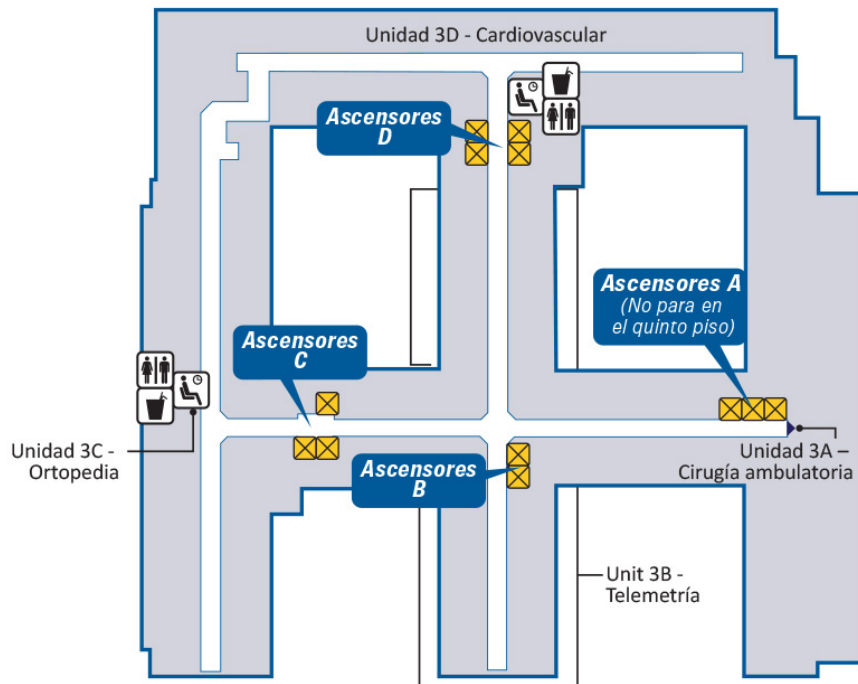 Unidad 3D - Cardiovascular
Ascensores
D
Ascensores A
(No para en
el quinto piso)
Ascensores
C
Unidad 3C -
Ortopedia
Ascensores
B
Unidad 3A –
Cirugía ambulatoria
Unit 3B -
Telemetría